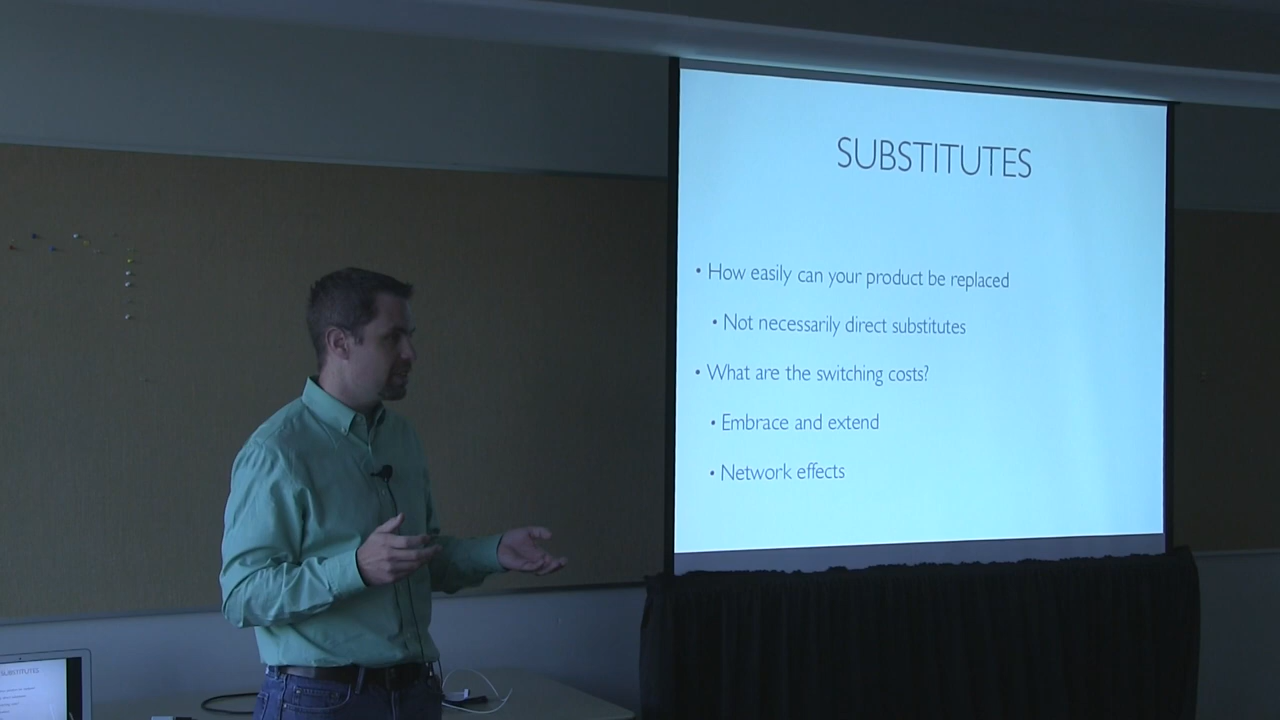 SUBSTITUTES
• How easily can your product be replaced
• Not necessarily direct substitutes
• What are the switching costs?
• Embrace and extend
• Network effects
SUBSTITUTES